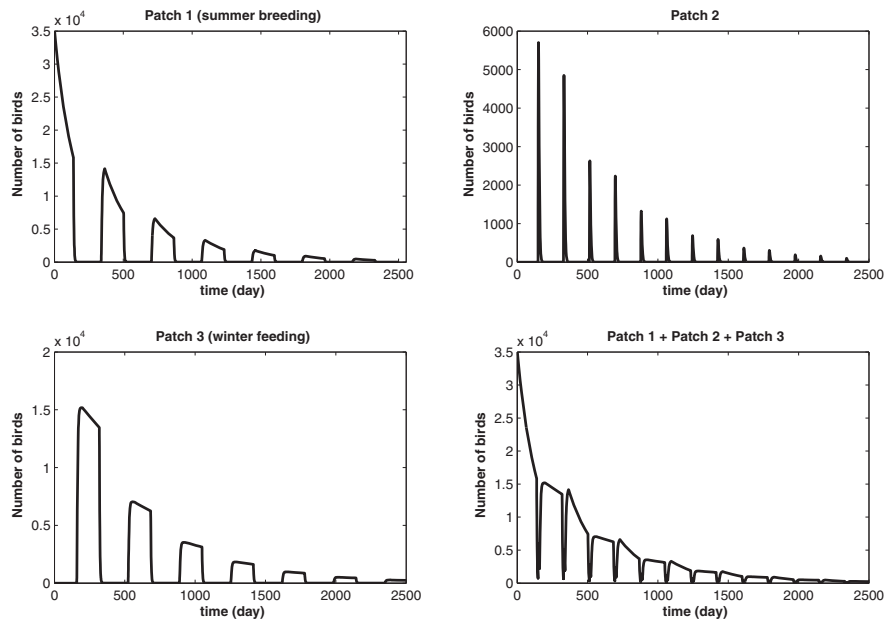 Patch 1 (summer breeding)
x 10^4
3.5
3
2.5
2
1.5
1
0.5
0
Number of birds
0 500 1000 1500 2000 2500
time (day)
Patch 2
6000
5000
4000
3000
2000
1000
0
Number of birds
0 500 1000 1500 2000 2500
time (day)
Patch 3 (winter feeding)
x 10^4
2
1.5
1
0.5
0
Number of birds
0 500 1000 1500 2000 2500
time (day)
Patch 1 + Patch 2 + Patch 3
x 10^4
3.5
3
2.5
2
1.5
1
0.5
0
Number of birds
0 500 1000 1500 2000 2500
time (day)